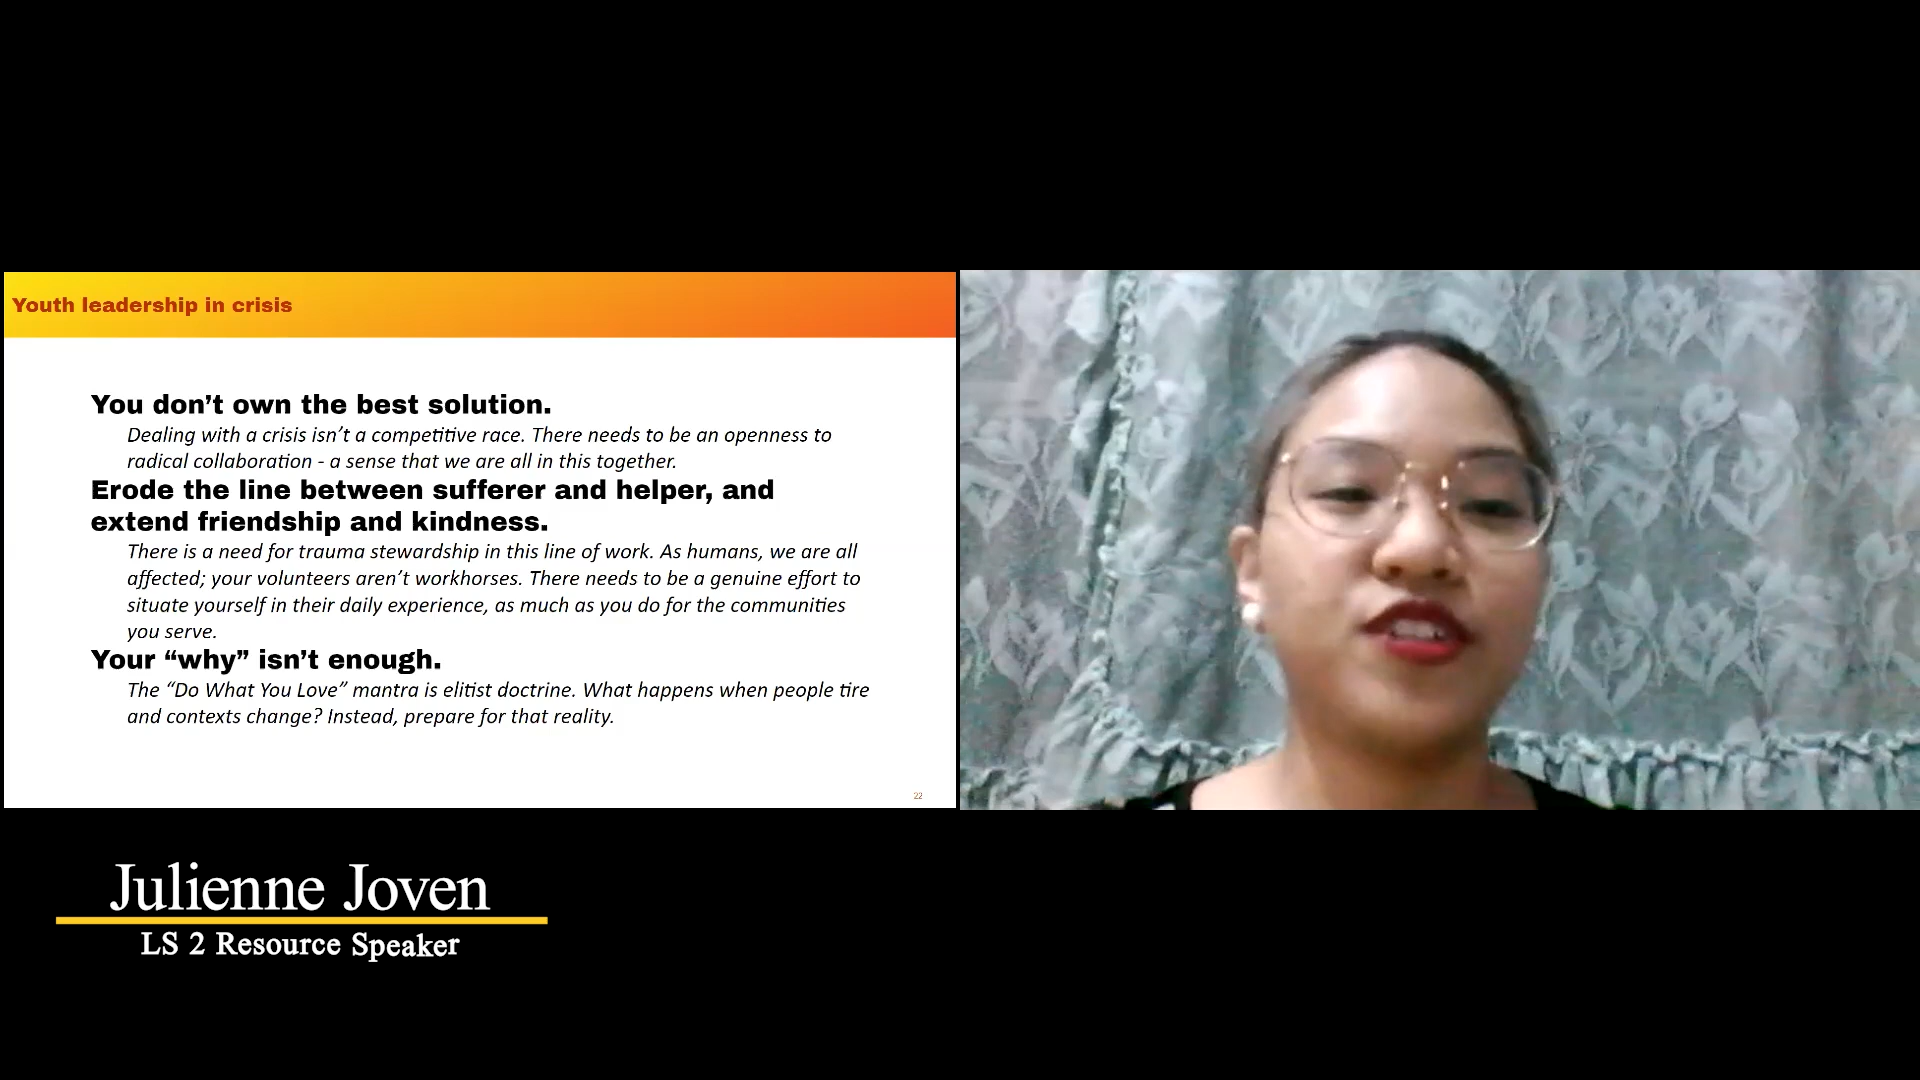 Youth leadership in crisis
You don’t own the best solution.
Dealing with a crisis isn’t a competitive race. There needs to be an openness to
radical collaboration - a sense that we are all in this together.
Erode the line between sufferer and helper, and
extend friendship and kindness.
There is a need for trauma stewardship in this line of work. As humans, we are all
affected; your volunteers aren’t workhorses. There needs to be a genuine effort to
situate yourself in their daily experience, as much as you do for the communities
you serve.
Your “why” isn’t enough.
The “Do What You Love” mantra is elitist doctrine. What happens when people tire
and contexts change? Instead, prepare for that reality.
22
Julienne Joven
LS 2 Resource Speaker